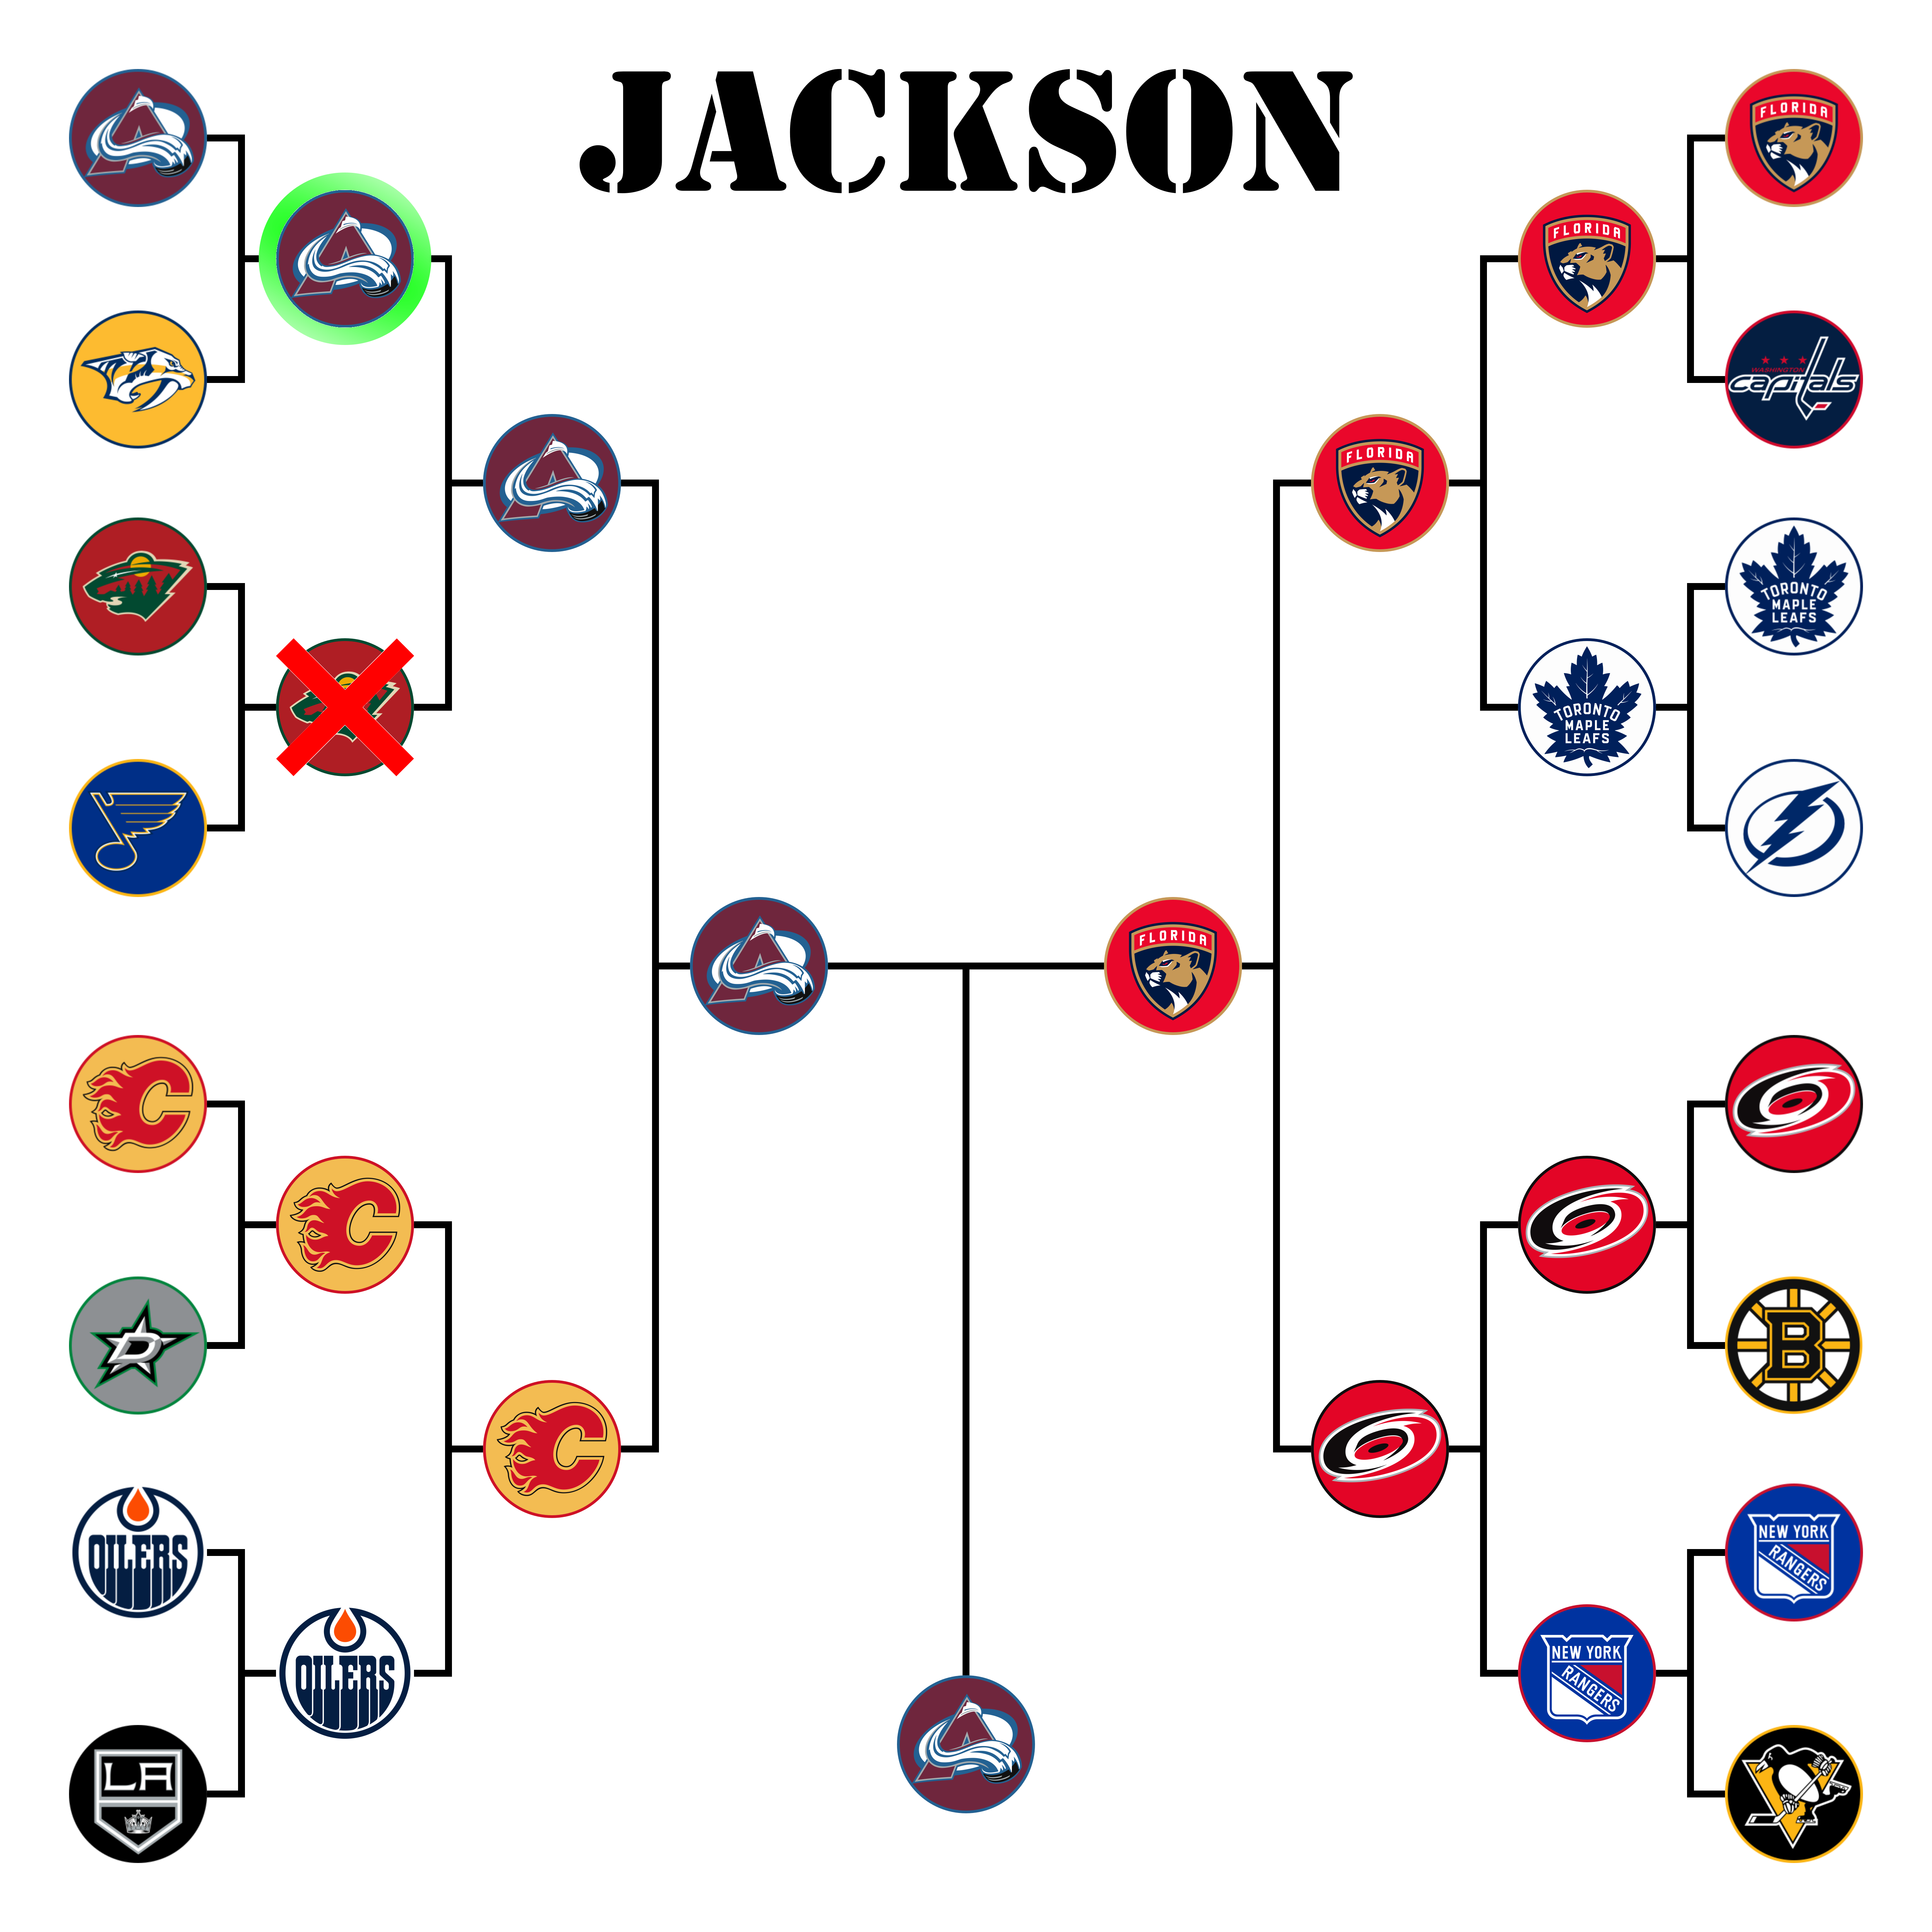 JACKSON
FLORIDA
FLORIDA
WASHINGTON
capitals
FLORIDA
TORONTO
MAPLE
LEAFS
TORONTO
MAPLE
LEAFS
FLORIDA
C
C
B
D
C
OILERS
NEW YORK
RANGERS
OILERS
NEW YORK
RANGERS
LA